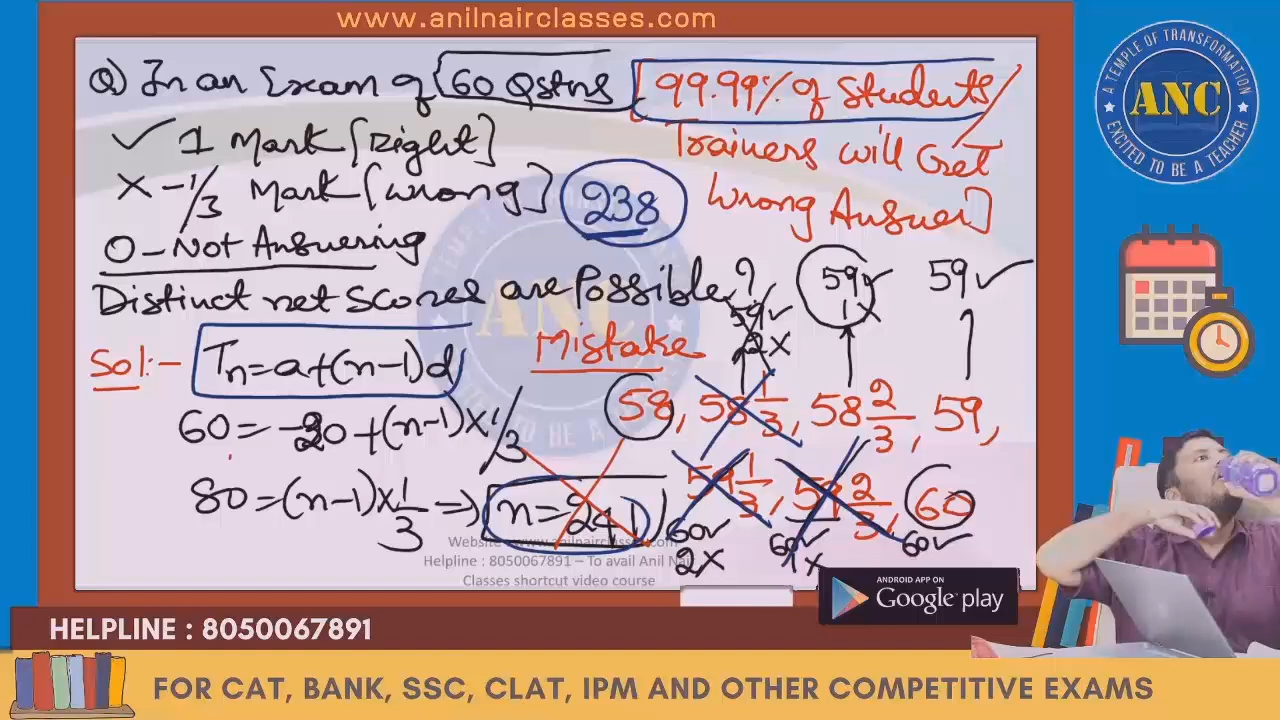 www.anilnairclasses.com
Q) In an Exam of 60 Qstns
99.99% of Students/
Trainers will Get
Wrong Answer]
✓ 1 Mark [Right]
× -1/3 Mark [Wrong]
238
0 - Not Answering
Distinct net Scores are Possible?
59✓
2×
59✓
1×
59✓
Sol:-
Tn=a+(n-1)d
Mistake
58, 58 1/3, 58 2/3, 59,
60= -20+(n-1)×1/3
59 1/3, 59 2/3, 60
80=(n-1)×1/3 => n=241
60✓
2×
60✓
1×
60✓
Helpline : 8050067891 – To avail Anil Nair
Classes shortcut video course
A TEMPLE OF TRANSFORMATION
ANC
EXCITED TO BE A TEACHER
ANC
ANDROID APP ON
Google play
HELPLINE : 8050067891
FOR CAT, BANK, SSC, CLAT, IPM AND OTHER COMPETITIVE EXAMS